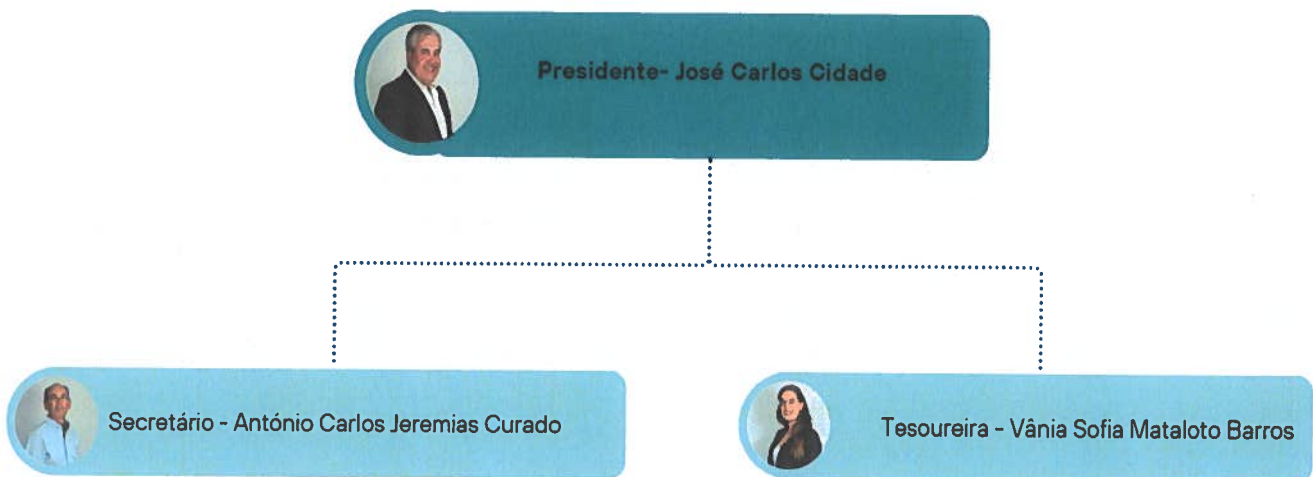 Presidente- José Carlos Cidade
Secretário - António Carlos Jeremias Curado
Tesoureira - Vânia Sofia Mataloto Barros